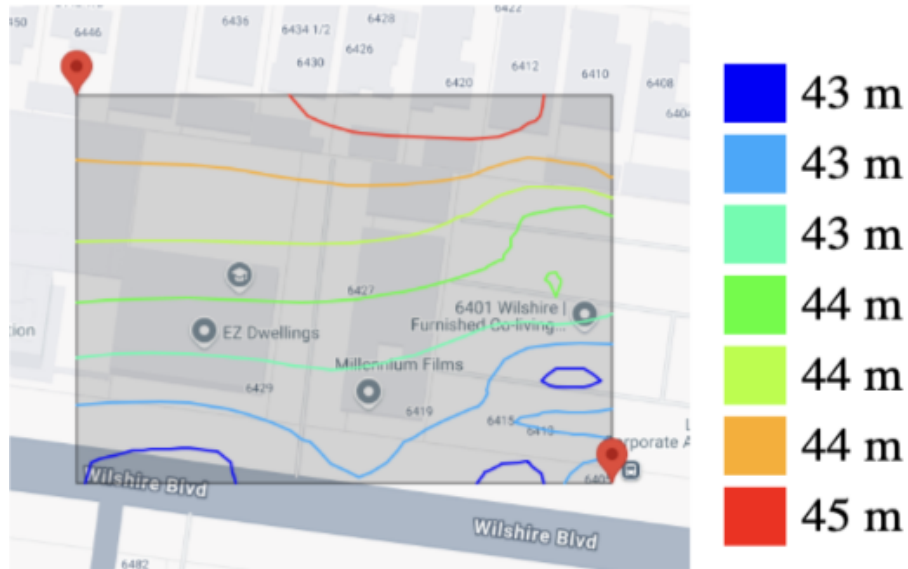 6422
450
6446
6436
6428
6434 1/2
6426
6430
6420
6412
6410
6408
43 m
43 m
43 m
44 m
44 m
44 m
45 m
6427
6401 Wilshire |
Furnished Co-living...
EZ Dwellings
Millennium Films
6429
6419
6415
Wilshire Blvd
Wilshire Blvd
6482